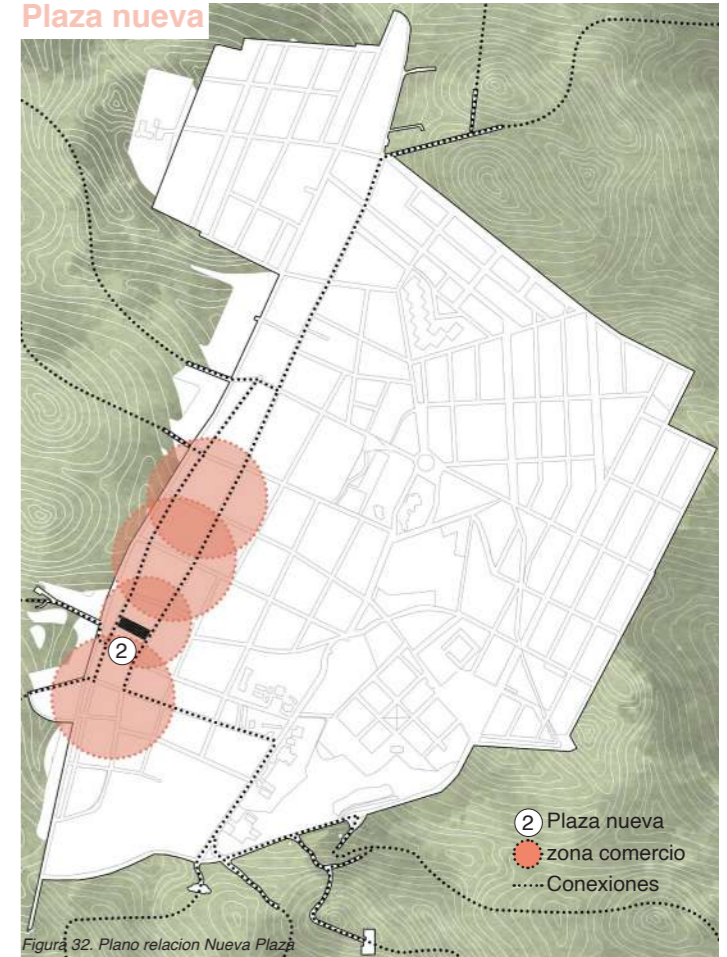 Plaza nueva
2
2 Plaza nueva
zona comercio
Conexiones
Figura 32. Plano relacion Nueva Plaza